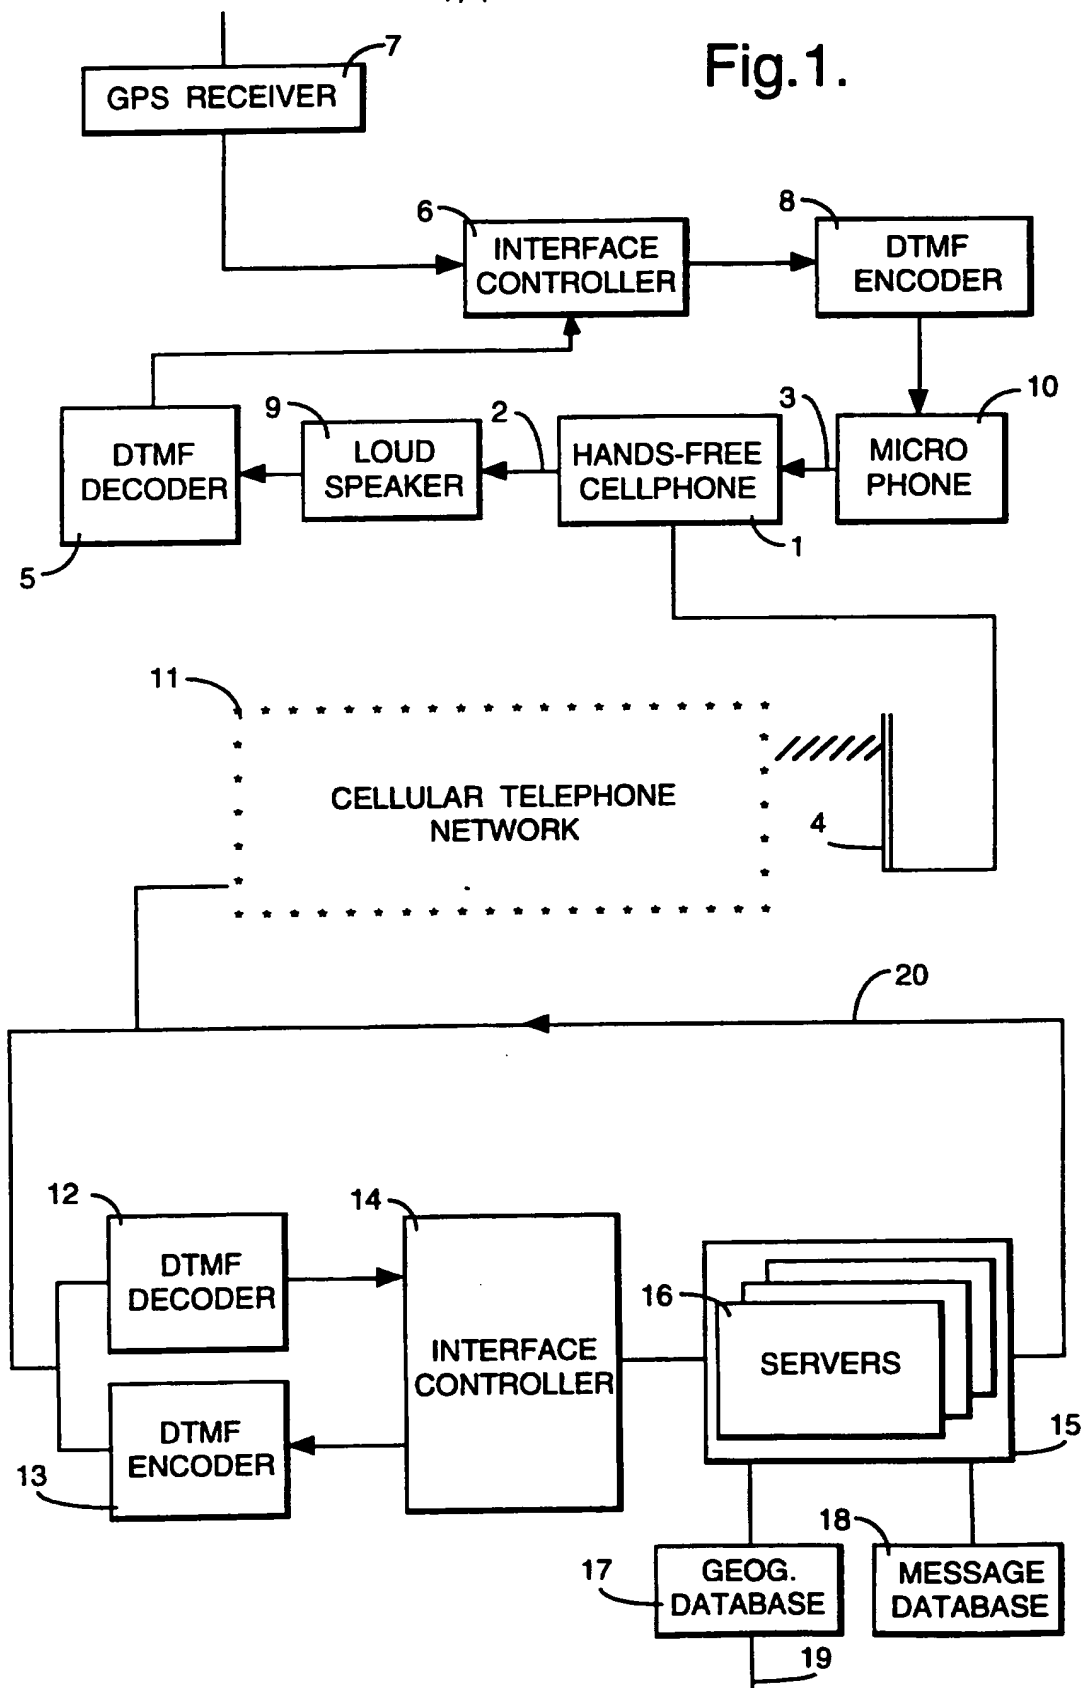 Fig.1.
7
GPS RECEIVER
6
INTERFACE
CONTROLLER
8
DTMF
ENCODER
5
DTMF
DECODER
9
LOUD
SPEAKER
2
HANDS-FREE
CELLPHONE
1
3
10
MICRO
PHONE
11
CELLULAR TELEPHONE
NETWORK
4
20
12
DTMF
DECODER
14
INTERFACE
CONTROLLER
16
SERVERS
15
DTMF
ENCODER
13
17
GEOG.
DATABASE
18
MESSAGE
DATABASE
19